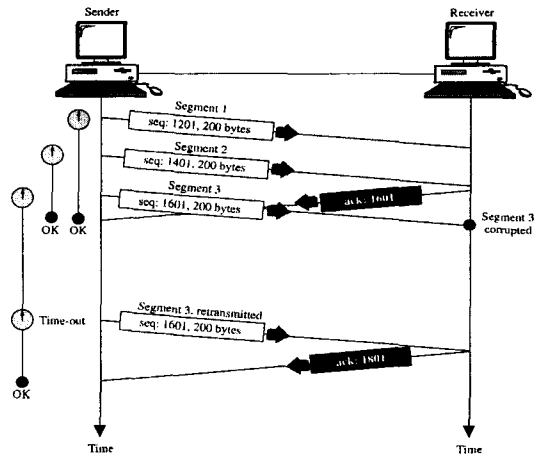 Sender
Receiver
Segment 1
seq: 1201, 200 bytes
Segment 2
seq: 1401, 200 bytes
Segment 3
seq: 1601, 200 bytes
ack: 1601
OK
OK
Segment 3
corrupted
Time-out
Segment 3. retransmitted
seq: 1601, 200 bytes
ack: 1801
OK
Time
Time